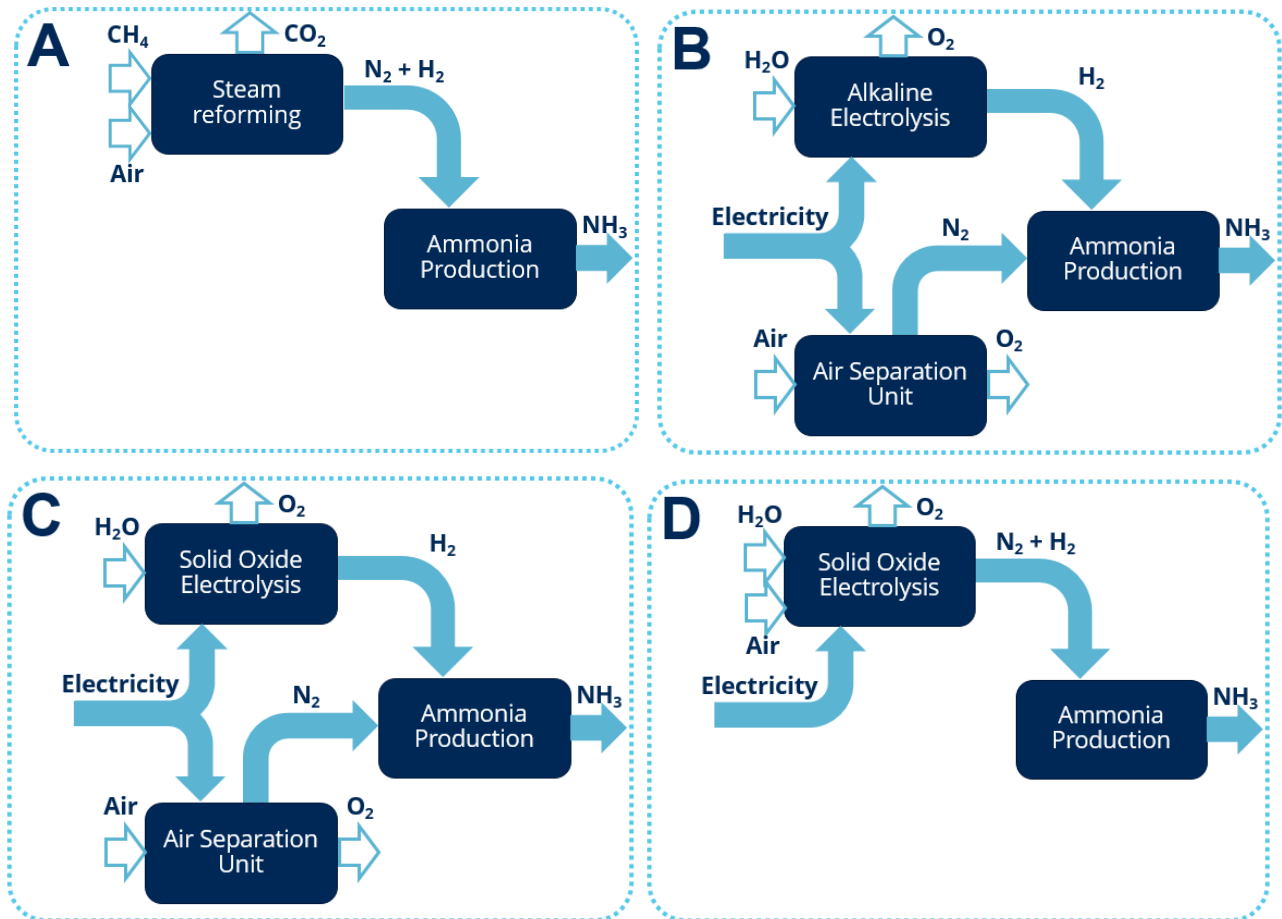 A
CH₄
CO₂
Steam
reforming
N₂ + H₂
Air
Ammonia
Production
NH₃
B
H₂O
O₂
Alkaline
Electrolysis
H₂
Electricity
N₂
Ammonia
Production
NH₃
Air
Air Separation
Unit
O₂
C
H₂O
O₂
Solid Oxide
Electrolysis
H₂
Electricity
N₂
Ammonia
Production
NH₃
Air
Air Separation
Unit
O₂
D
H₂O
O₂
Solid Oxide
Electrolysis
N₂ + H₂
Air
Electricity
Ammonia
Production
NH₃